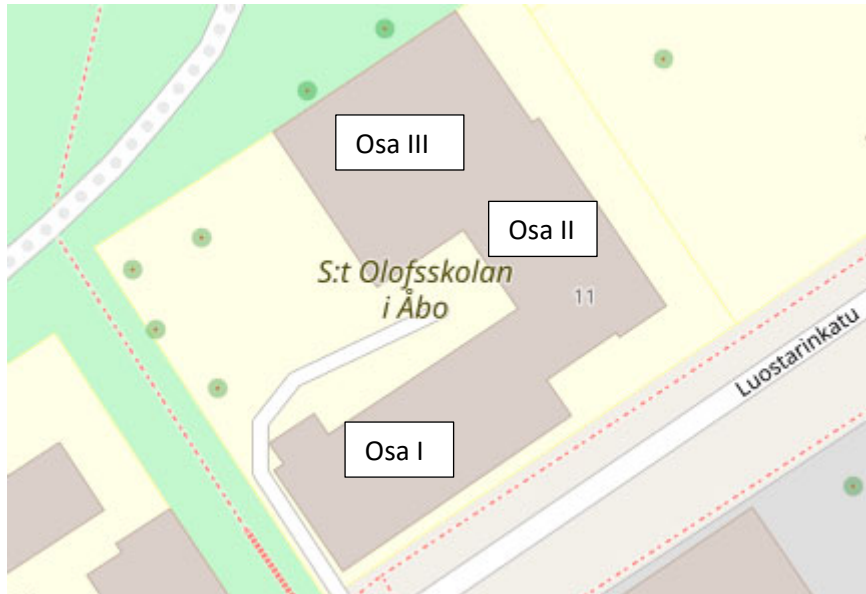 Osa III
Osa II
S:t Olofsskolan
i Åbo
11
Luostarinkatu
Osa I